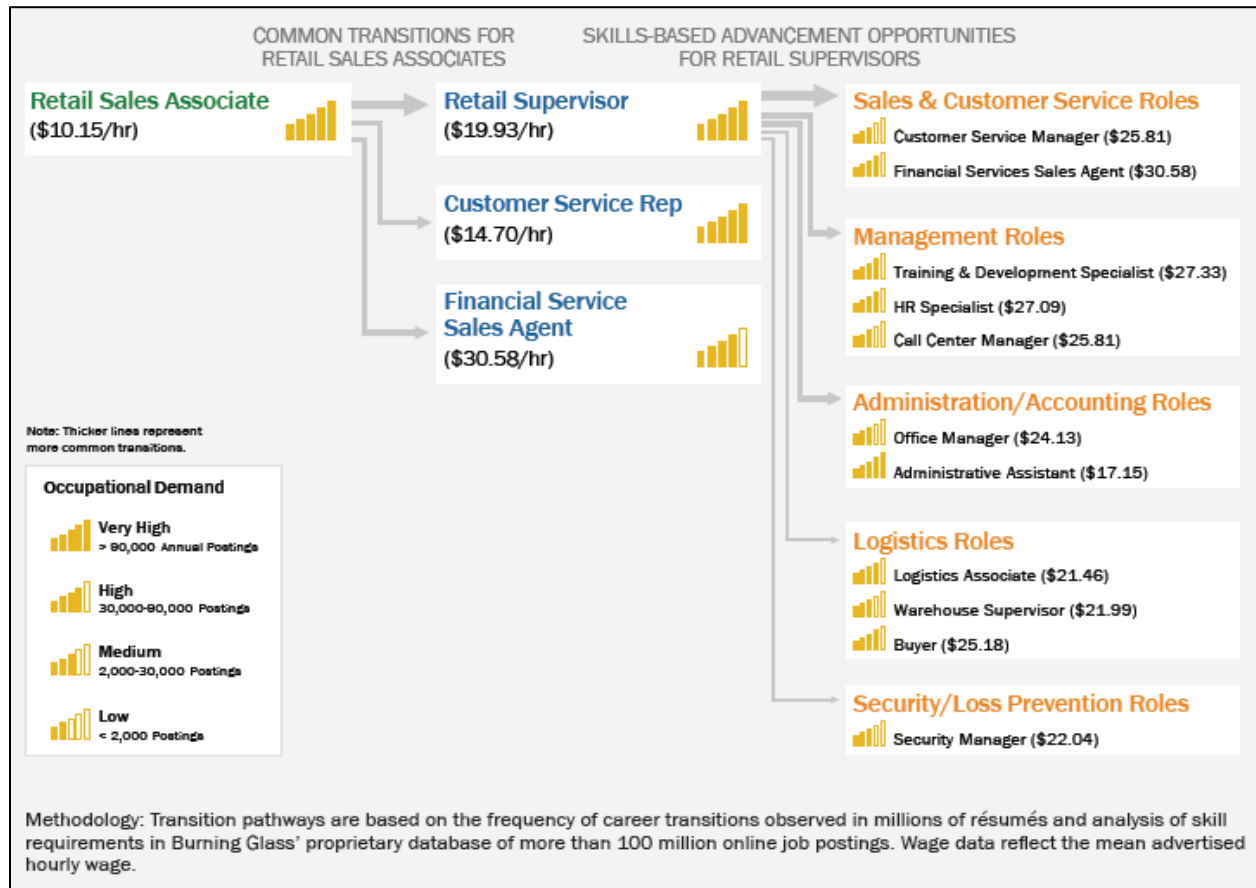 COMMON TRANSITIONS FOR
RETAIL SALES ASSOCIATES
SKILLS-BASED ADVANCEMENT OPPORTUNITIES
FOR RETAIL SUPERVISORS
Retail Sales Associate
($10.15/hr)
Retail Supervisor
($19.93/hr)
Customer Service Rep
($14.70/hr)
Financial Service
Sales Agent
($30.58/hr)
Sales & Customer Service Roles
Customer Service Manager ($25.81)
Financial Services Sales Agent ($30.58)
Management Roles
Training & Development Specialist ($27.33)
HR Specialist ($27.09)
Call Center Manager ($25.81)
Administration/Accounting Roles
Office Manager ($24.13)
Administrative Assistant ($17.15)
Logistics Roles
Logistics Associate ($21.46)
Warehouse Supervisor ($21.99)
Buyer ($25.18)
Security/Loss Prevention Roles
Security Manager ($22.04)
Note: Thicker lines represent
more common transitions.
Occupational Demand
Very High
> 90,000 Annual Postings
High
30,000-90,000 Postings
Medium
2,000-30,000 Postings
Low
< 2,000 Postings
Methodology: Transition pathways are based on the frequency of career transitions observed in millions of résumés and analysis of skill
requirements in Burning Glass' proprietary database of more than 100 million online job postings. Wage data reflect the mean advertised
hourly wage.